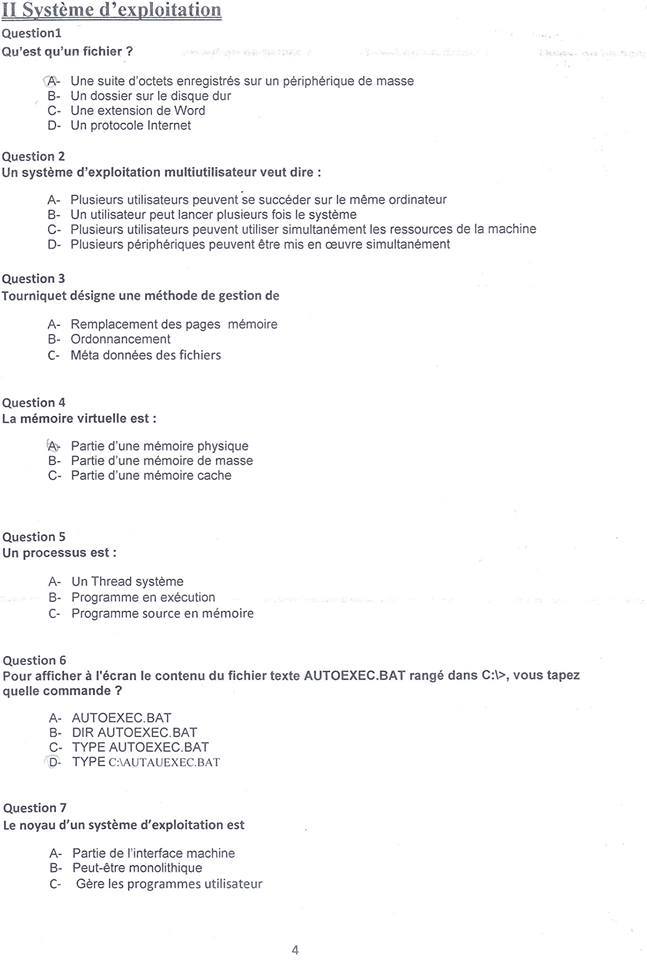 II Système d'exploitation
Question1
Qu'est qu'un fichier ?
A- Une suite d'octets enregistrés sur un périphérique de masse
B- Un dossier sur le disque dur
C- Une extension de Word
D- Un protocole Internet
Question 2
Un système d'exploitation multiutilisateur veut dire :
A- Plusieurs utilisateurs peuvent se succéder sur le même ordinateur
B- Un utilisateur peut lancer plusieurs fois le système
C- Plusieurs utilisateurs peuvent utiliser simultanément les ressources de la machine
D- Plusieurs périphériques peuvent être mis en œuvre simultanément
Question 3
Tourniquet désigne une méthode de gestion de
A- Remplacement des pages mémoire
B- Ordonnancement
C- Méta données des fichiers
Question 4
La mémoire virtuelle est :
A- Partie d'une mémoire physique
B- Partie d'une mémoire de masse
C- Partie d'une mémoire cache
Question 5
Un processus est :
A- Un Thread système
B- Programme en exécution
C- Programme source en mémoire
Question 6
Pour afficher à l'écran le contenu du fichier texte AUTOEXEC.BAT rangé dans C:\>, vous tapez
quelle commande ?
A- AUTOEXEC.BAT
B- DIR AUTOEXEC.BAT
C- TYPE AUTOEXEC.BAT
D- TYPE C:\AUTAUEXEC.BAT
Question 7
Le noyau d'un système d'exploitation est
A- Partie de l'interface machine
B- Peut-être monolithique
C- Gère les programmes utilisateur
4